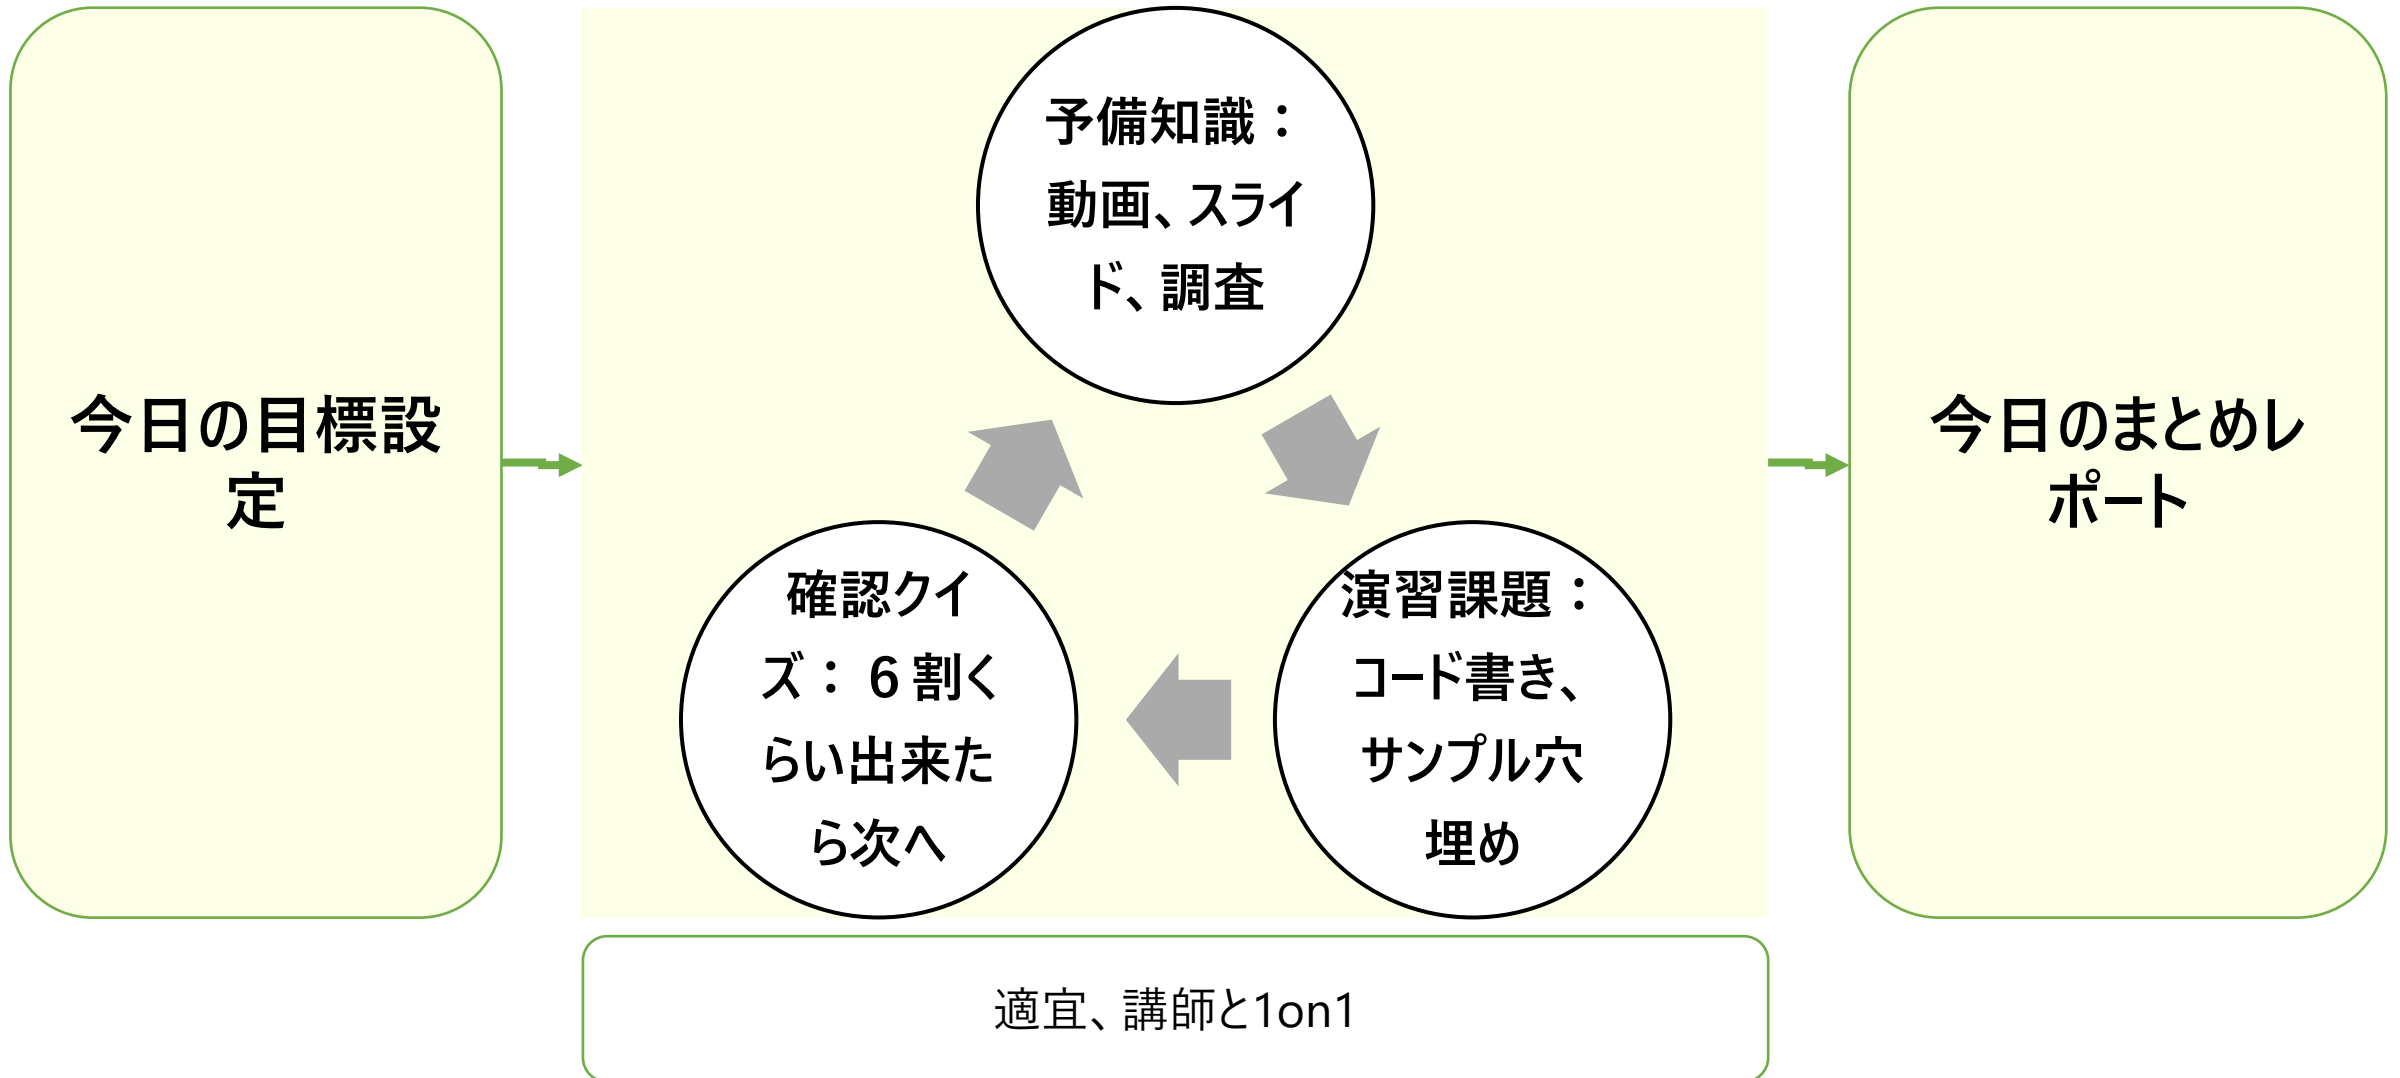 今日の目標設
定
予備知識：
動画、スライ
ド、調査
演習課題：
コード書き、
サンプル穴
埋め
確認クイ
ズ：６割く
らい出来た
ら次へ
今日のまとめレ
ポート
適宜、講師と1on1